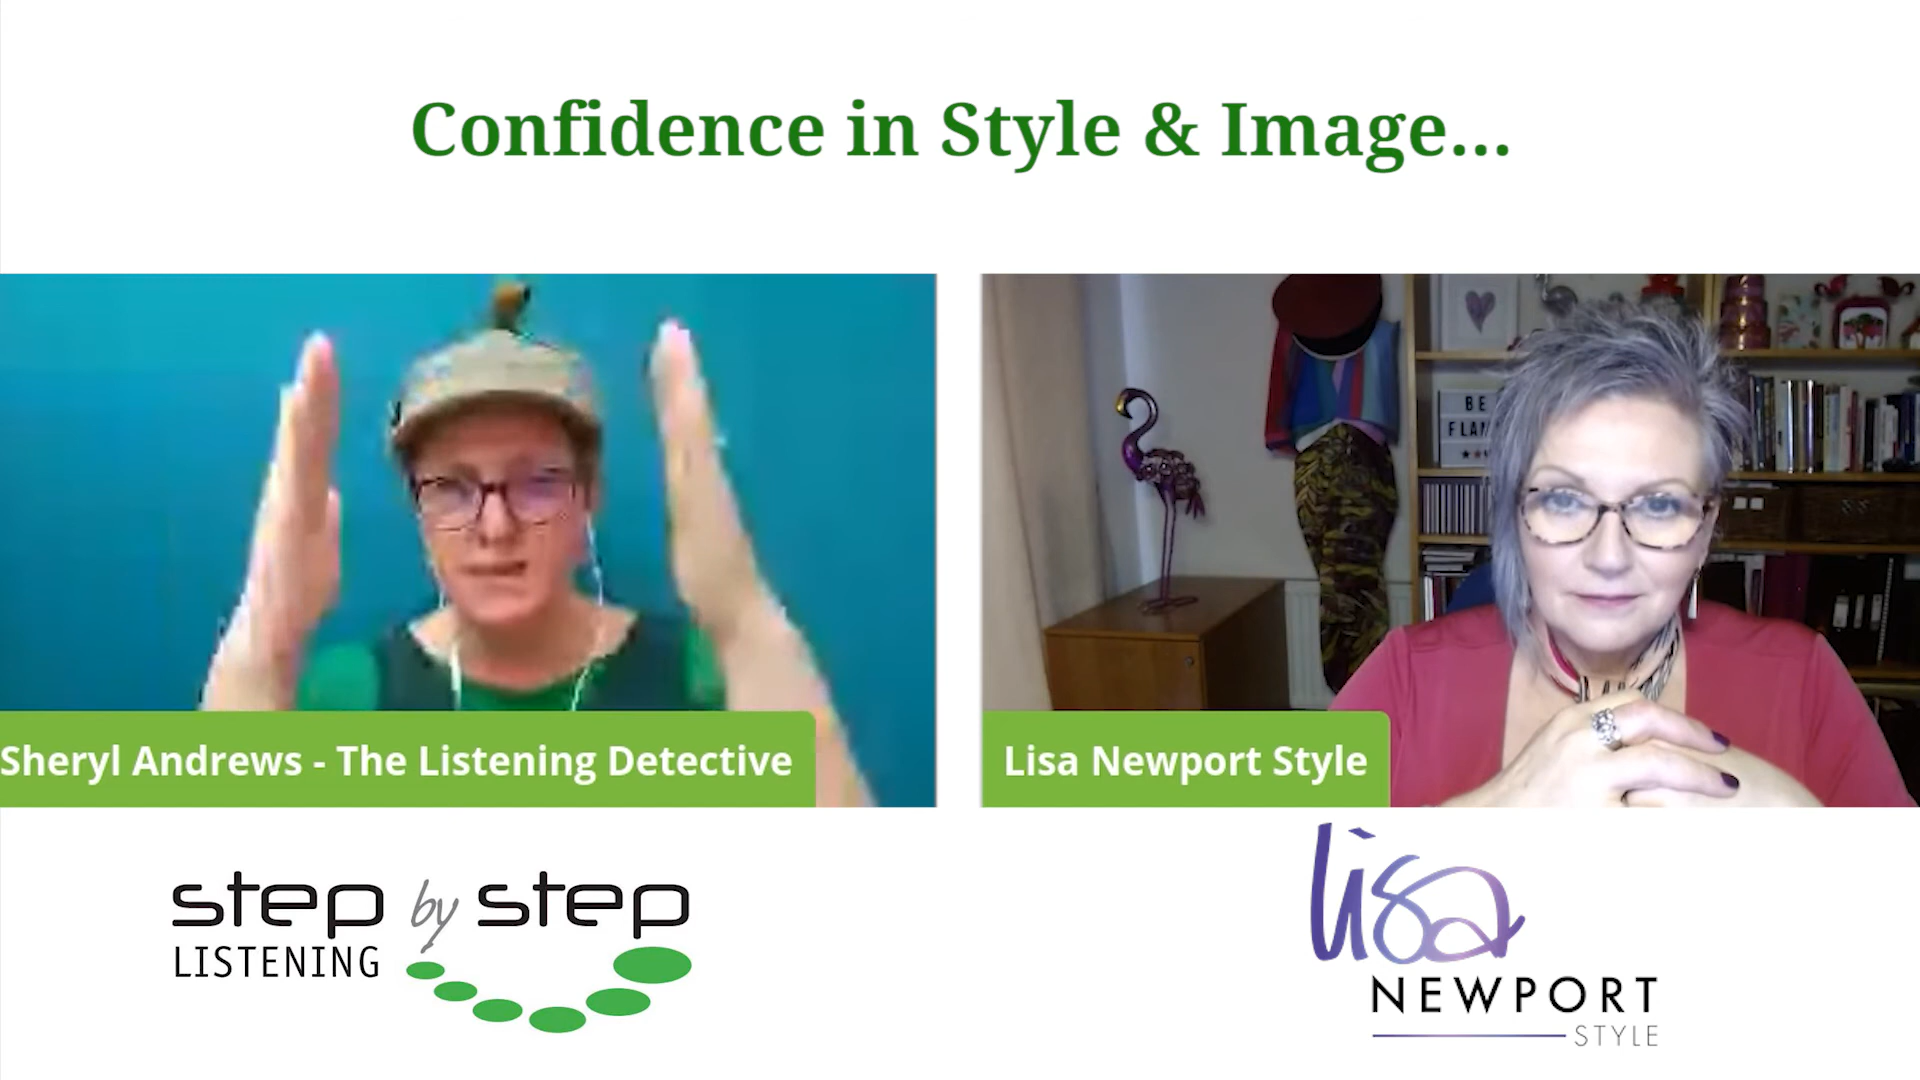 Confidence in Style & Image...
BE
Sheryl Andrews - The Listening Detective
Lisa Newport Style
step by step
LISTENING
lisa
NEWPORT
STYLE